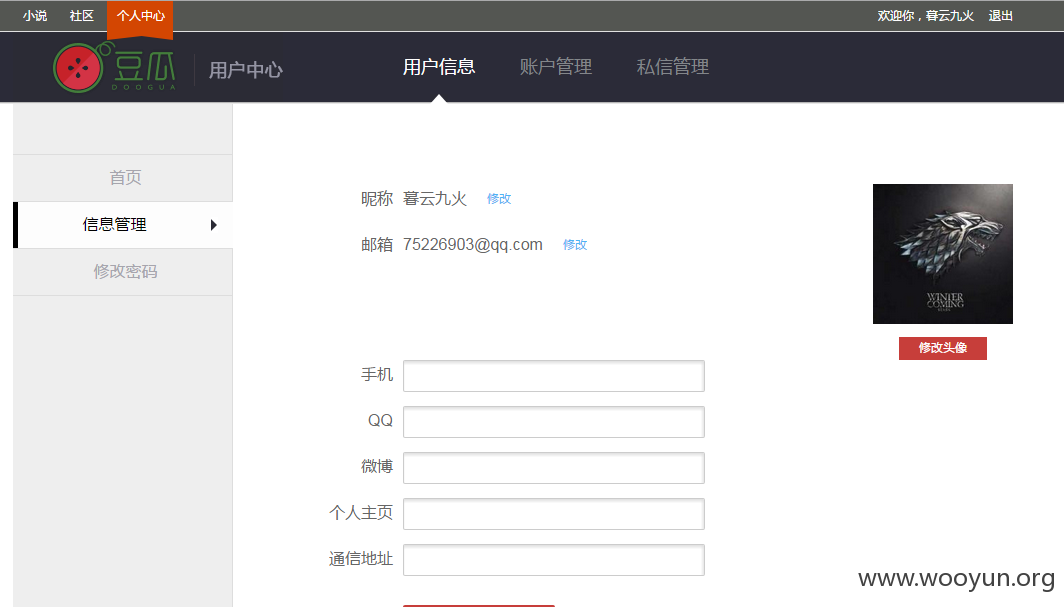 小说 社区 个人中心 欢迎你，暮云九火 退出
豆瓜
DOOGUA
用户中心 用户信息 账户管理 私信管理
首页
信息管理
修改密码
昵称 暮云九火 修改
邮箱 75226903@qq.com 修改
WINTER
COMING
修改头像
手机
QQ
微博
个人主页
通信地址
www.wooyun.org